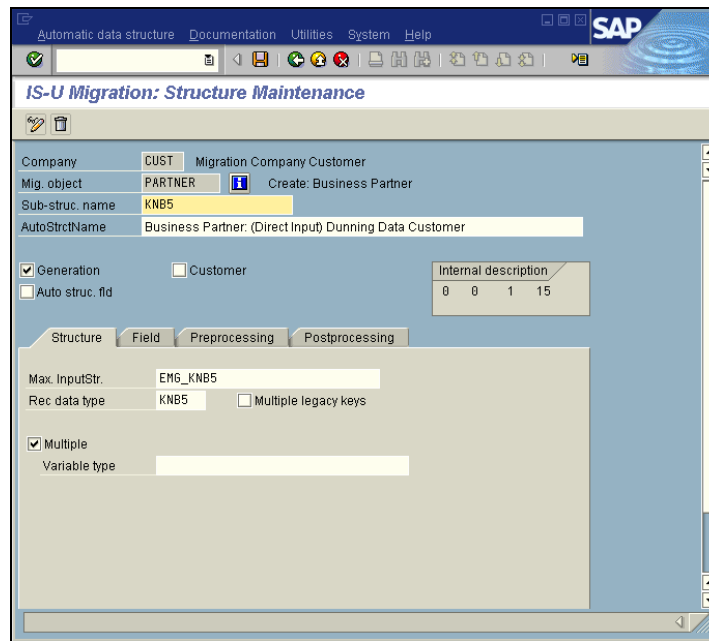 Automatic data structure Documentation Utilities System Help
SAP
IS-U Migration: Structure Maintenance
Company CUST Migration Company Customer
Mig. object PARTNER Create: Business Partner
Sub-struc. name KNB5
AutoStrctName Business Partner: (Direct Input) Dunning Data Customer
Generation Customer Internal description
Auto struc. fld 0 0 1 15
Structure Field Preprocessing Postprocessing
Max. InputStr. EMG_KNB5
Rec data type KNB5 Multiple legacy keys
Multiple
Variable type